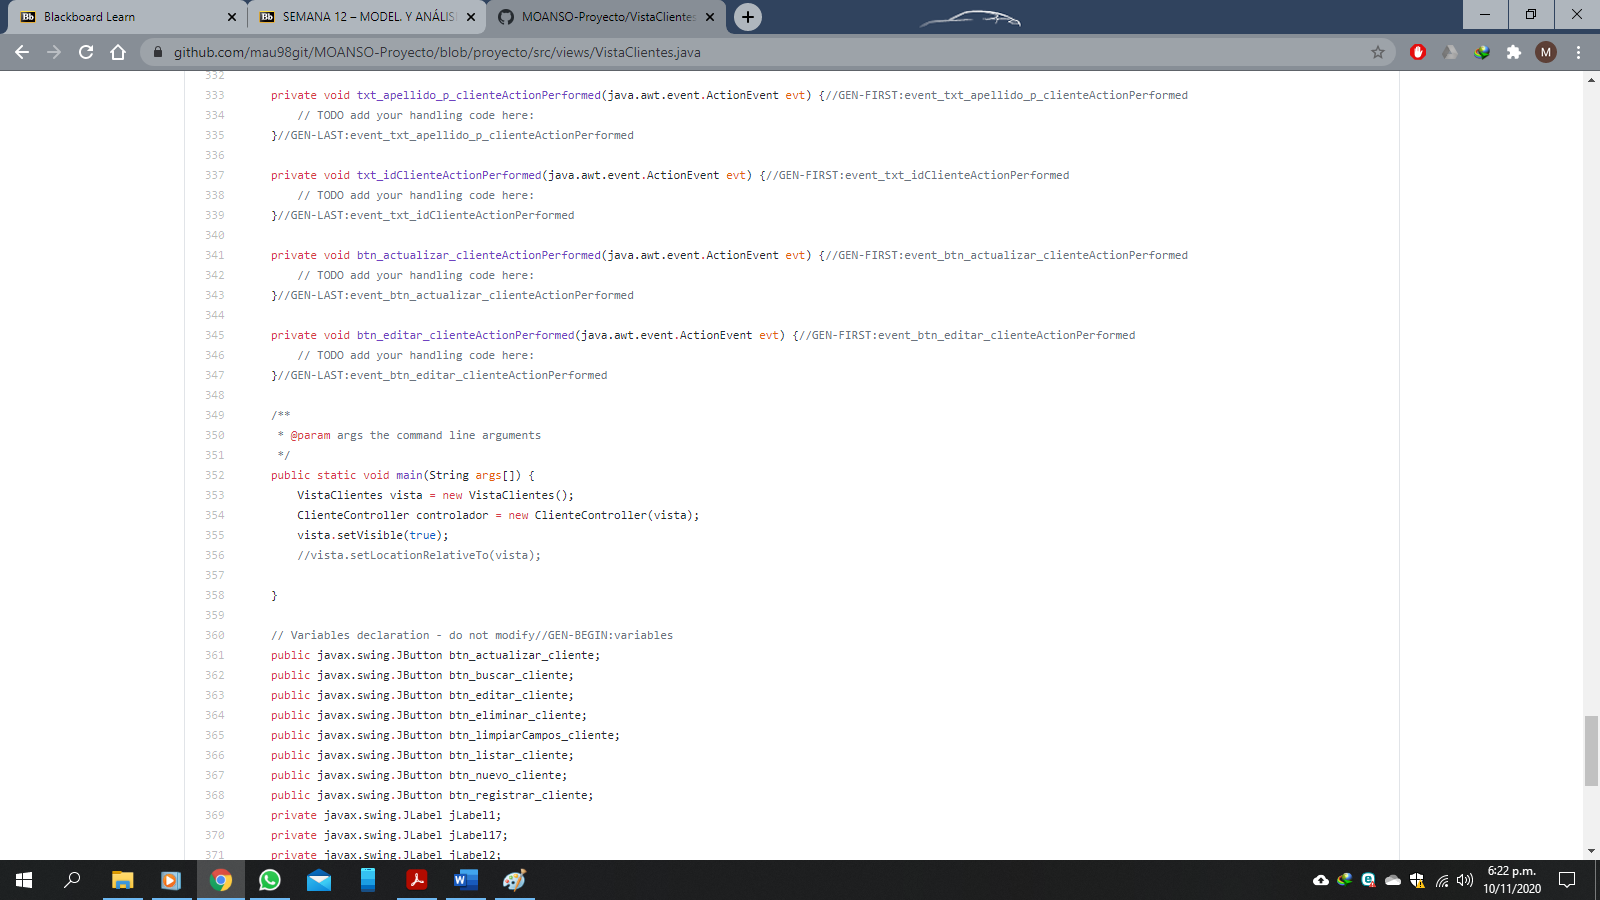 Blackboard Learn
SEMANA 12 – MODEL. Y ANÁLIS
MOANSO-Proyecto/VistaClientes
github.com/mau98git/MOANSO-Proyecto/blob/proyecto/src/views/VistaClientes.java
M
332
333 private void txt_apellido_p_clienteActionPerformed(java.awt.event.ActionEvent evt) {//GEN-FIRST:event_txt_apellido_p_clienteActionPerformed
334 // TODO add your handling code here:
335 }//GEN-LAST:event_txt_apellido_p_clienteActionPerformed
336
337 private void txt_idClienteActionPerformed(java.awt.event.ActionEvent evt) {//GEN-FIRST:event_txt_idClienteActionPerformed
338 // TODO add your handling code here:
339 }//GEN-LAST:event_txt_idClienteActionPerformed
340
341 private void btn_actualizar_clienteActionPerformed(java.awt.event.ActionEvent evt) {//GEN-FIRST:event_btn_actualizar_clienteActionPerformed
342 // TODO add your handling code here:
343 }//GEN-LAST:event_btn_actualizar_clienteActionPerformed
344
345 private void btn_editar_clienteActionPerformed(java.awt.event.ActionEvent evt) {//GEN-FIRST:event_btn_editar_clienteActionPerformed
346 // TODO add your handling code here:
347 }//GEN-LAST:event_btn_editar_clienteActionPerformed
348
349 /**
350 * @param args the command line arguments
351 */
352 public static void main(String args[]) {
353 VistaClientes vista = new VistaClientes();
354 ClienteController controlador = new ClienteController(vista);
355 vista.setVisible(true);
356 //vista.setLocationRelativeTo(vista);
357
358 }
359
360 // Variables declaration - do not modify//GEN-BEGIN:variables
361 public javax.swing.JButton btn_actualizar_cliente;
362 public javax.swing.JButton btn_buscar_cliente;
363 public javax.swing.JButton btn_editar_cliente;
364 public javax.swing.JButton btn_eliminar_cliente;
365 public javax.swing.JButton btn_limpiarCampos_cliente;
366 public javax.swing.JButton btn_listar_cliente;
367 public javax.swing.JButton btn_nuevo_cliente;
368 public javax.swing.JButton btn_registrar_cliente;
369 private javax.swing.JLabel jLabel1;
370 private javax.swing.JLabel jLabel17;
371 private javax.swing.JLabel jLabel2;
6:22 p.m.
10/11/2020